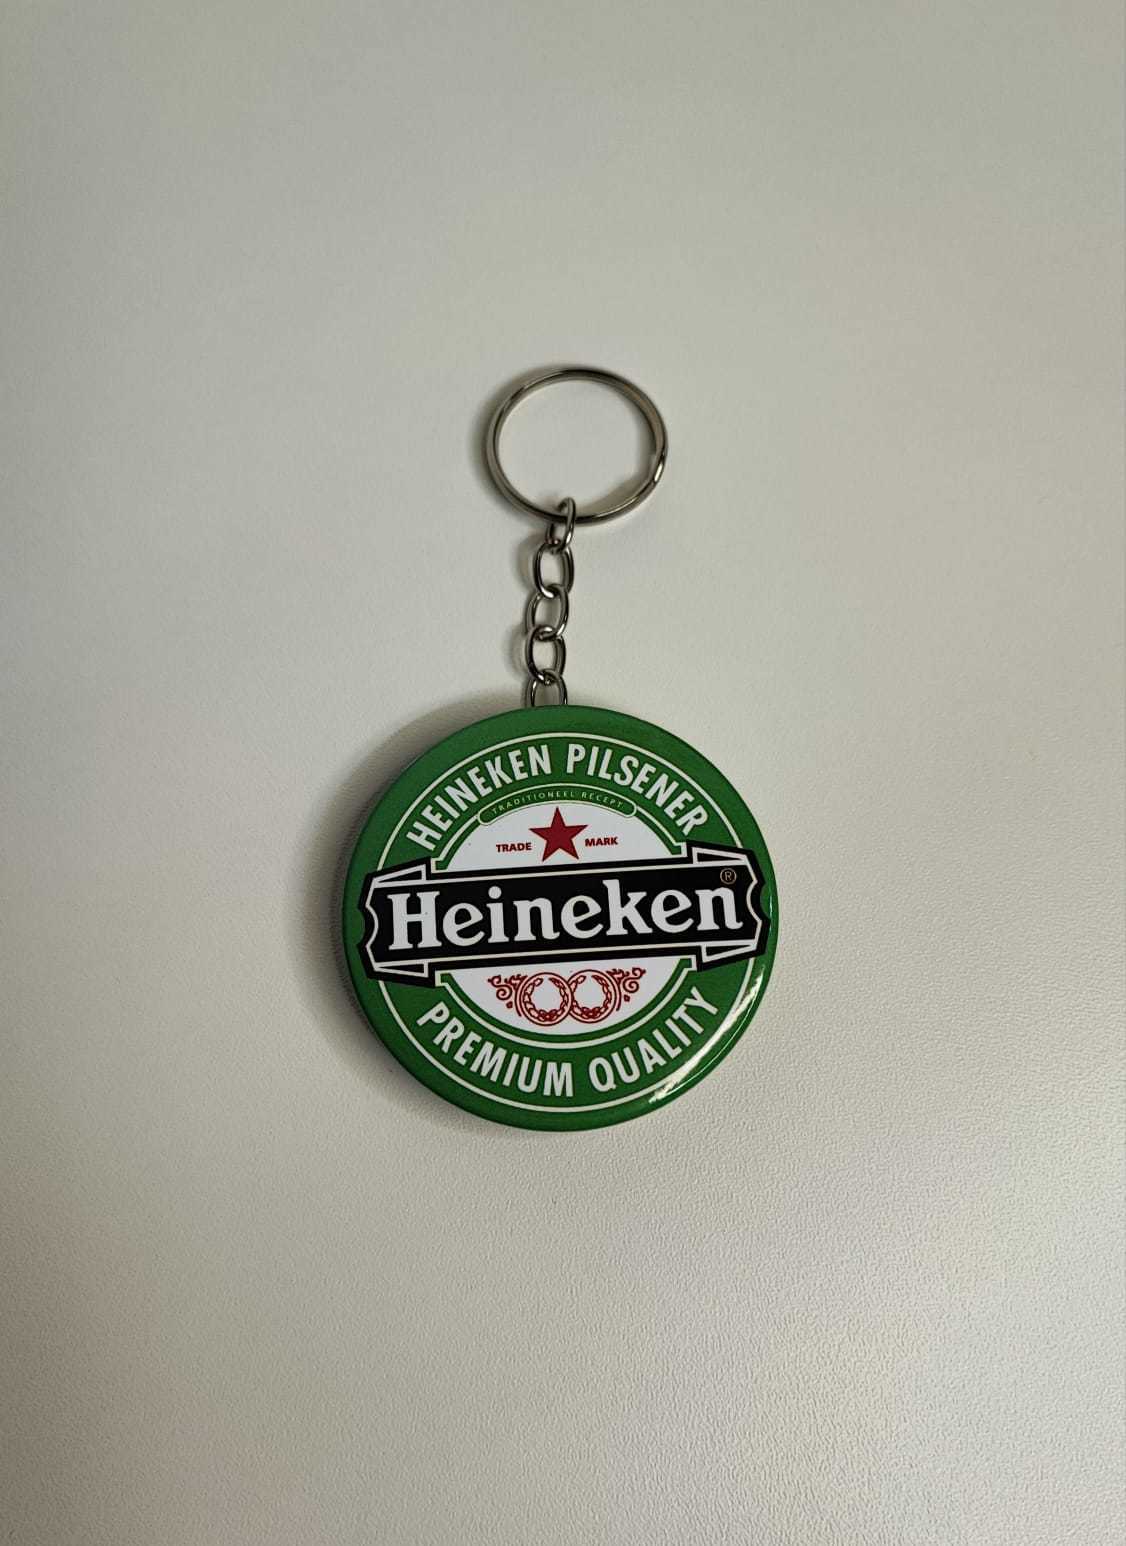 HEINEKEN PILSENER
TRADITIONEEL RECEPT
TRADE MARK
Heineken®
PREMIUM QUALITY